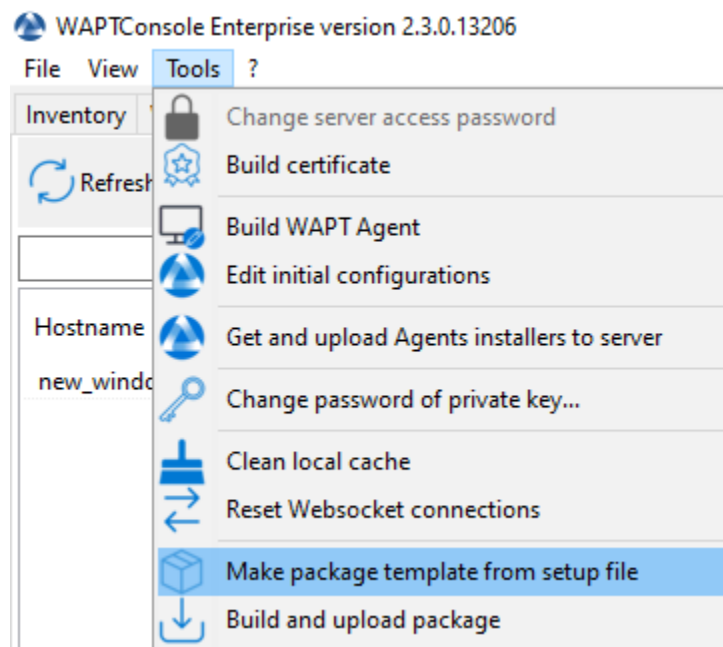 WAPTConsole Enterprise version 2.3.0.13206
File View Tools ?
Inventory
Change server access password
Build certificate
Refresh
Build WAPT Agent
Edit initial configurations
Hostname
Get and upload Agents installers to server
Change password of private key...
Clean local cache
Reset Websocket connections
Make package template from setup file
Build and upload package